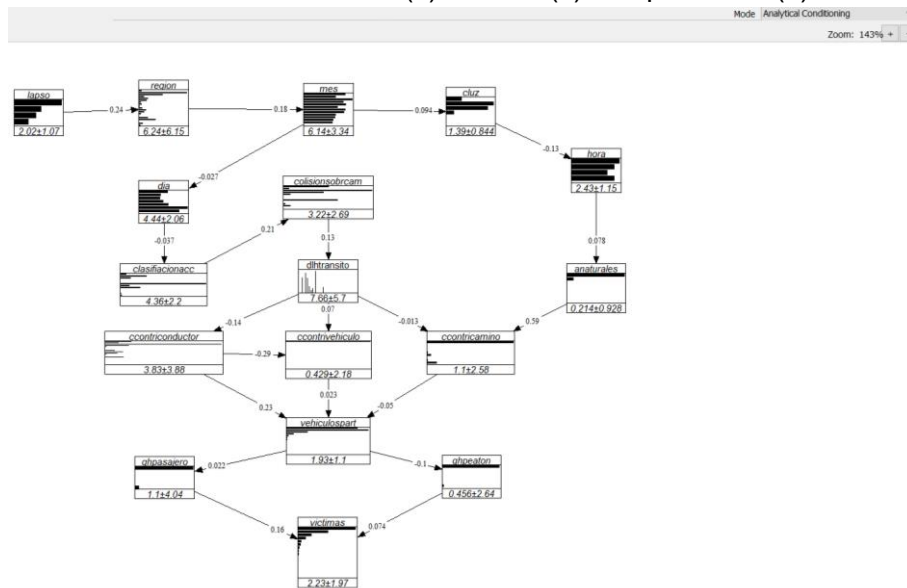 Mode Analytical Conditioning
Zoom: 143% +
lapso
2.02±1.07
0.24
region
6.24±6.15
0.18
mes
6.14±3.34
0.094
cluz
1.39±0.844
-0.13
hora
2.43±1.15
-0.027
dia
4.44±2.06
colisionsobrcam
3.22±2.69
0.078
-0.037
0.21
0.13
clasifiacionacc
4.36±2.2
dlhtransito
7.66±5.7
anaturales
0.214±0.928
-0.14
0.07
-0.013
0.59
ccontriconductor
3.83±3.88
-0.29
ccontrivehiculo
0.429±2.18
ccontricamino
1.1±2.58
0.23
0.023
-0.05
vehiculospart
1.93±1.1
0.022
-0.1
qhpasajero
1.1±4.04
qhpeaton
0.456±2.64
0.16
0.074
victimas
2.23±1.97